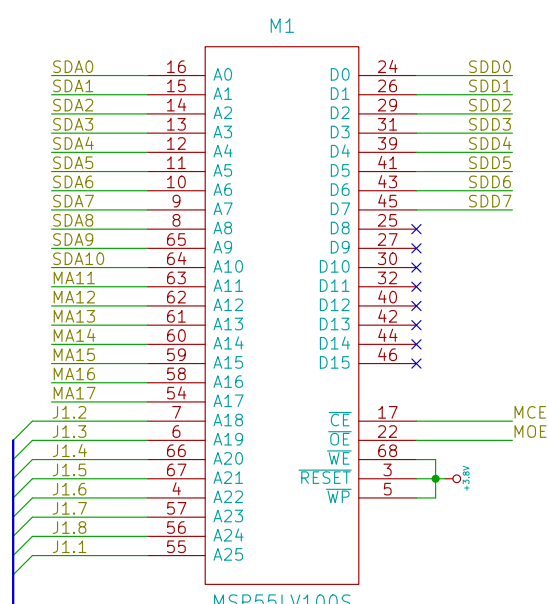 M1
SDA0 16 A0 D0 24 SDD0
SDA1 15 A1 D1 26 SDD1
SDA2 14 A2 D2 29 SDD2
SDA3 13 A3 D3 31 SDD3
SDA4 12 A4 D4 39 SDD4
SDA5 11 A5 D5 41 SDD5
SDA6 10 A6 D6 43 SDD6
SDA7 9 A7 D7 45 SDD7
SDA8 8 A8 D8 25
SDA9 65 A9 D9 27
SDA10 64 A10 D10 30
MA11 63 A11 D11 32
MA12 62 A12 D12 40
MA13 61 A13 D13 42
MA14 60 A14 D14 44
MA15 59 A15 D15 46
MA16 58 A16
MA17 54 A17
J1.2 7 A18 CE 17 MCE
J1.3 6 A19 OE 22 MOE
J1.4 66 A20 WE 68
J1.5 67 A21 RESET 3 +3.8V
J1.6 4 A22 WP 5
J1.7 57 A23
J1.8 56 A24
J1.1 55 A25
MSP55LV100S